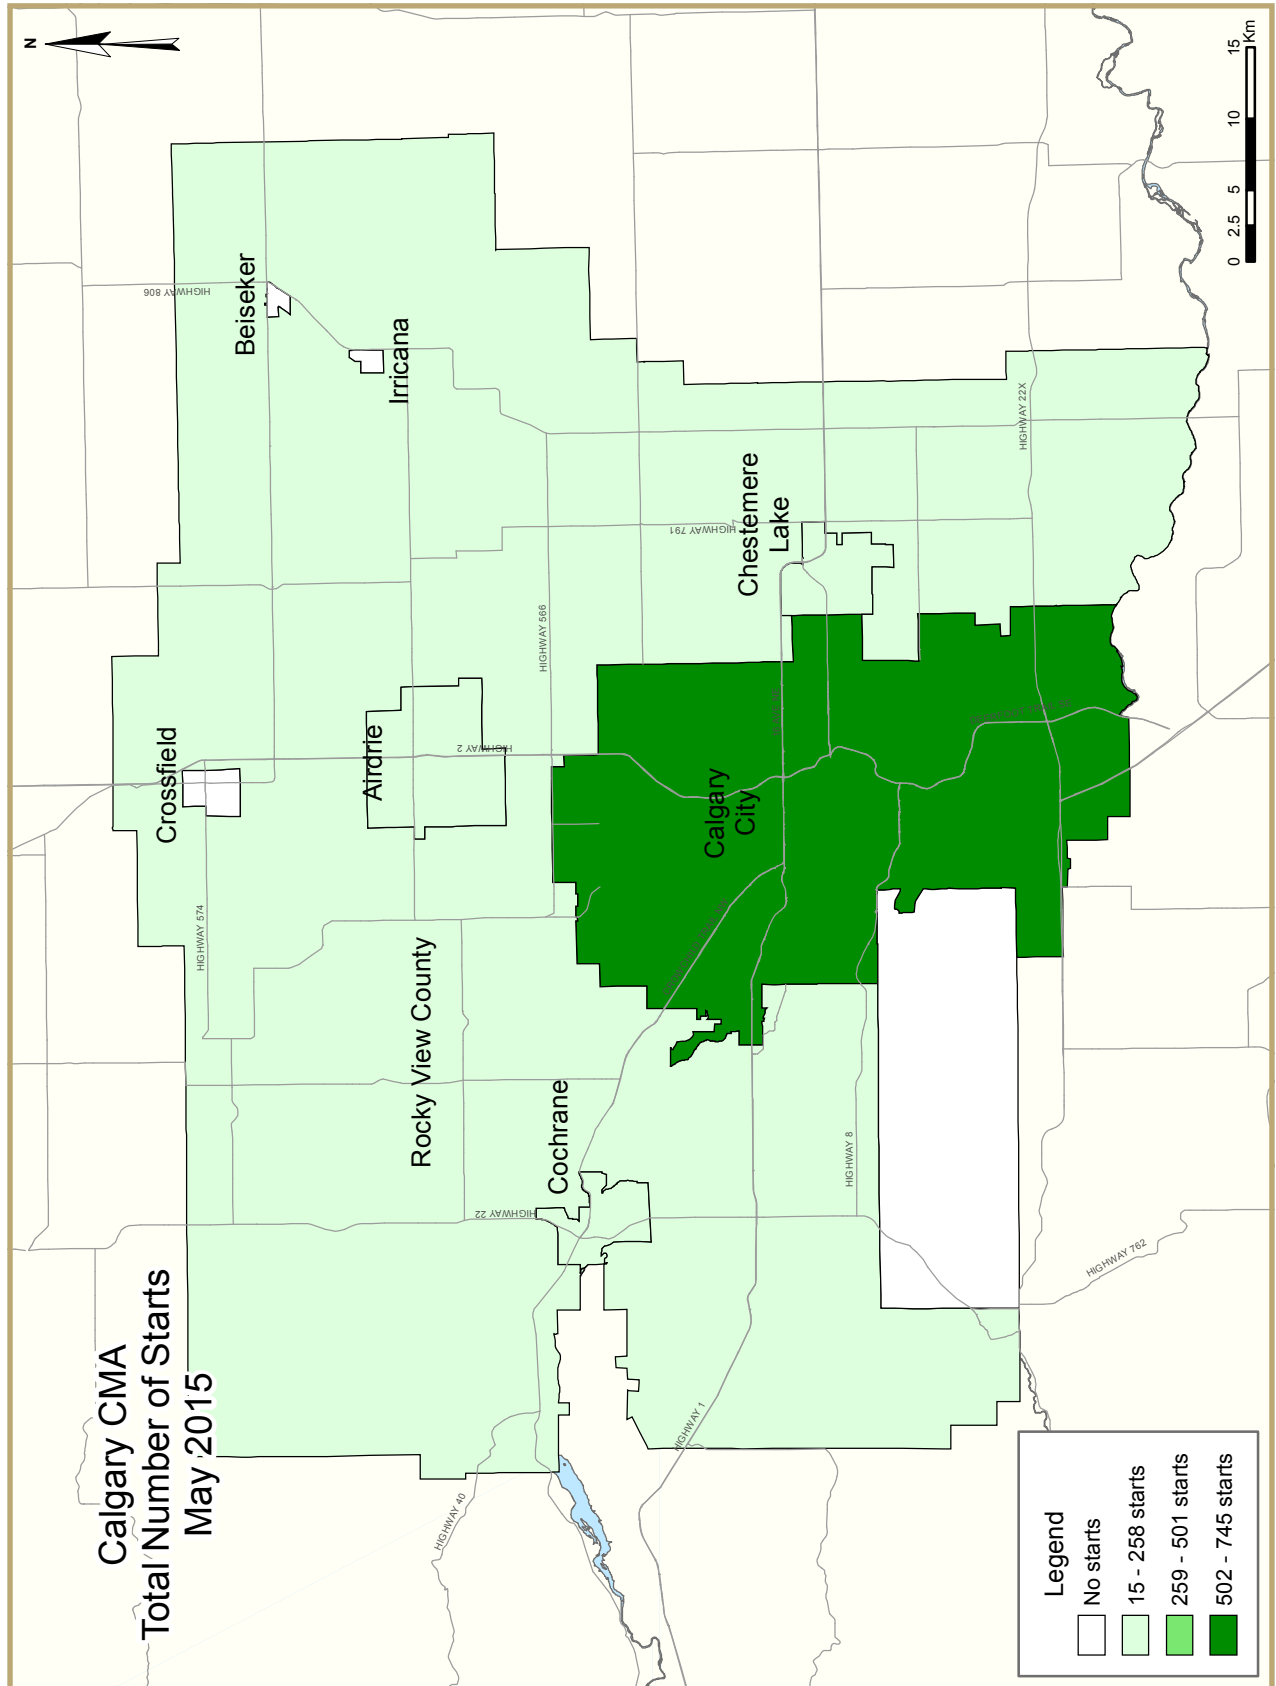 Calgary CMA
Total Number of Starts
May 2015
N
Beiseker
Irricana
Crossfield
Airdrie
Chestemere
Lake
Calgary
City
Rocky View County
Cochrane
HIGHWAY 806
HIGHWAY 791
HIGHWAY 22X
HIGHWAY 566
HIGHWAY 2
HIGHWAY 574
HIGHWAY 22
HIGHWAY 8
HIGHWAY 762
HIGHWAY 1
HIGHWAY 40
Legend
No starts
15 - 258 starts
259 - 501 starts
502 - 745 starts
0 2.5 5 10 15
Km